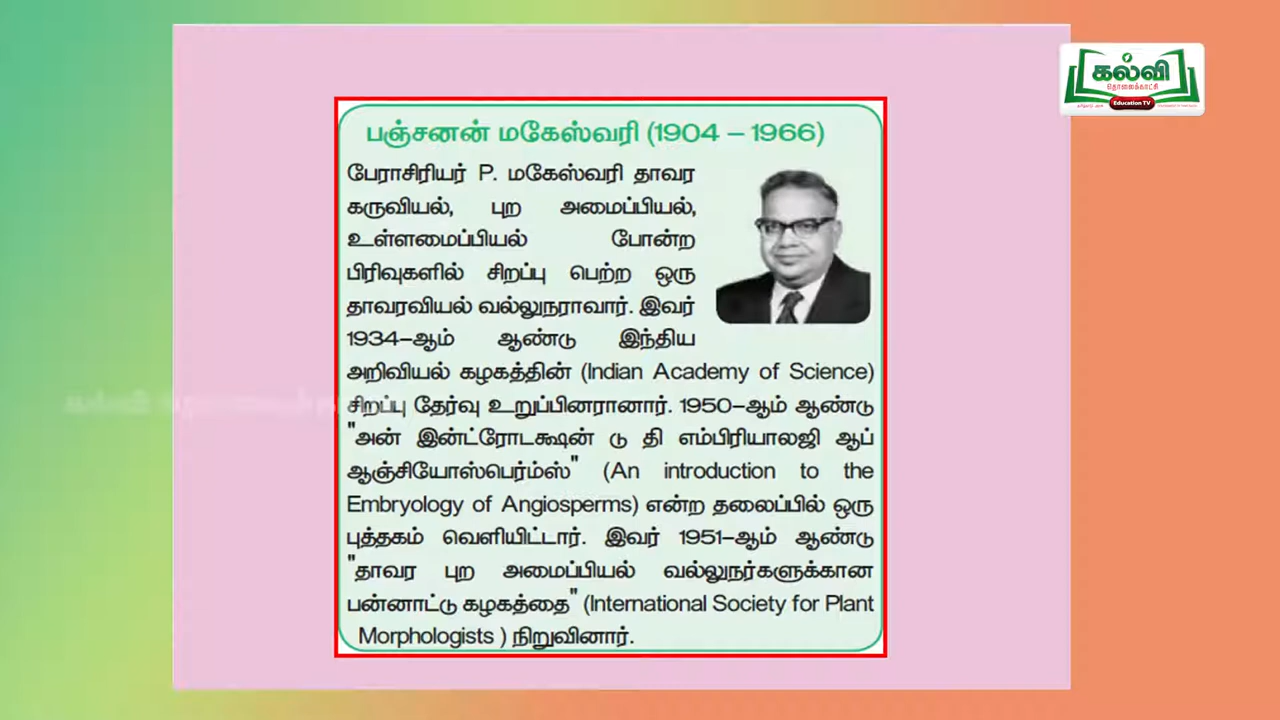 கல்வி
தொலைக்காட்சி
Education TV
பஞ்சனன் மகேஸ்வரி (1904 – 1966)
பேராசிரியர் P. மகேஸ்வரி தாவர
கருவியல், புற அமைப்பியல்,
உள்ளமைப்பியல் போன்ற
பிரிவுகளில் சிறப்பு பெற்ற ஒரு
தாவரவியல் வல்லுநராவார். இவர்
1934–ஆம் ஆண்டு இந்திய
அறிவியல் கழகத்தின் (Indian Academy of Science)
சிறப்பு தேர்வு உறுப்பினரானார். 1950–ஆம் ஆண்டு
"அன் இன்ட்ரோடக்ஷன் டு தி எம்பிரியாலஜி ஆப்
ஆஞ்சியோஸ்பெர்ம்ஸ்" (An introduction to the
Embryology of Angiosperms) என்ற தலைப்பில் ஒரு
புத்தகம் வெளியிட்டார். இவர் 1951–ஆம் ஆண்டு
"தாவர புற அமைப்பியல் வல்லுநர்களுக்கான
பன்னாட்டு கழகத்தை" (International Society for Plant
Morphologists ) நிறுவினார்.